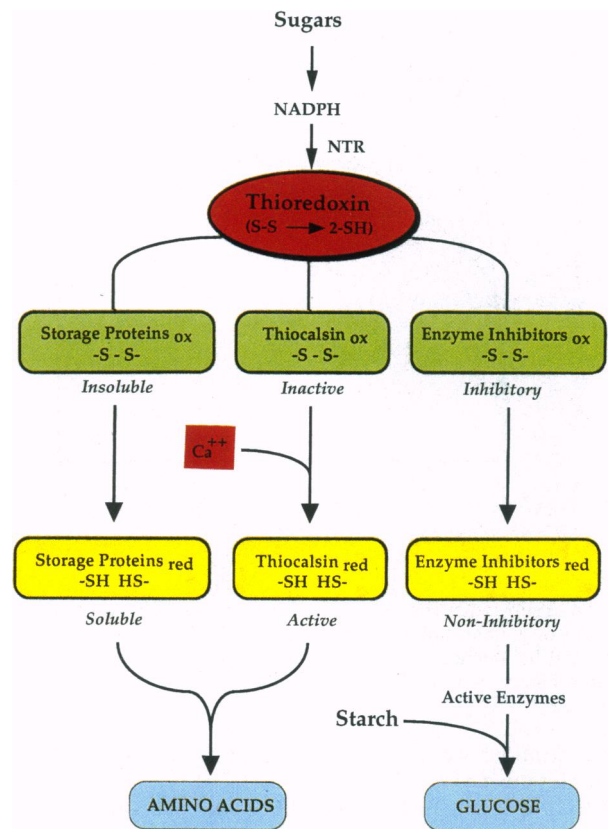 Sugars
NADPH
NTR
Thioredoxin
(S-S → 2-SH)
Storage Proteins ox
-S - S-
Thiocalsin ox
-S - S-
Enzyme Inhibitors ox
-S - S-
Insoluble
Inactive
Inhibitory
Ca++
Storage Proteins red
-SH HS-
Thiocalsin red
-SH HS-
Enzyme Inhibitors red
-SH HS-
Soluble
Active
Non-Inhibitory
Active Enzymes
Starch
AMINO ACIDS
GLUCOSE